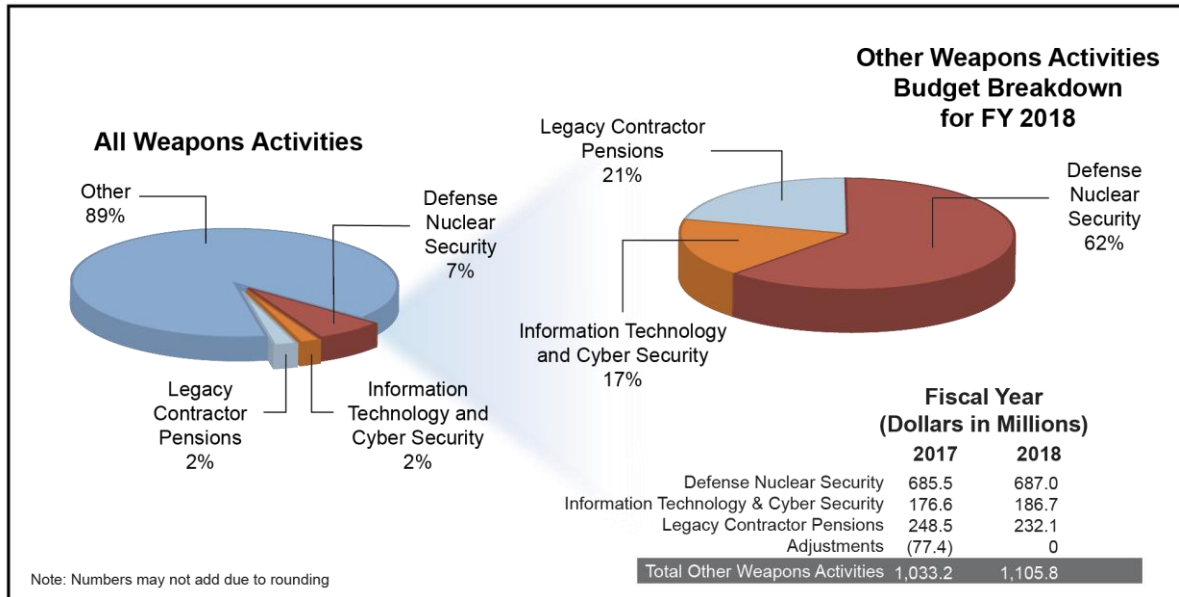 Other Weapons Activities
Budget Breakdown
for FY 2018
All Weapons Activities
Other
89%
Defense
Nuclear
Security
7%
Legacy
Contractor
Pensions
2%
Information
Technology and
Cyber Security
2%
Legacy Contractor
Pensions
21%
Defense
Nuclear
Security
62%
Information Technology
and Cyber Security
17%
Fiscal Year
(Dollars in Millions)
2017 2018
Defense Nuclear Security 685.5 687.0
Information Technology & Cyber Security 176.6 186.7
Legacy Contractor Pensions 248.5 232.1
Adjustments (77.4) 0
Total Other Weapons Activities 1,033.2 1,105.8
Note: Numbers may not add due to rounding